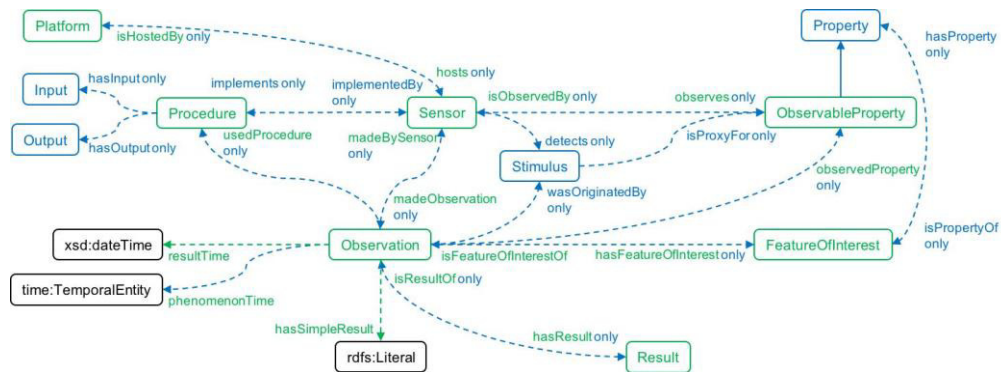 Platform
Property
isHostedBy only
hasProperty
only
Input
hasInput only
implements only
implementedBy
only
hosts only
isObservedBy only
observes only
Procedure
Sensor
ObservableProperty
Output
hasOutput only
usedProcedure
only
madeBySensor
only
detects only
isProxyFor only
Stimulus
observedProperty
only
madeObservation
only
wasOriginatedBy
only
isPropertyOf
only
xsd:dateTime
resultTime
Observation
isFeatureOfInterestOf
hasFeatureOfInterest only
FeatureOfInterest
time:TemporalEntity
phenomenonTime
isResultOf only
hasSimpleResult
hasResult only
rdfs:Literal
Result